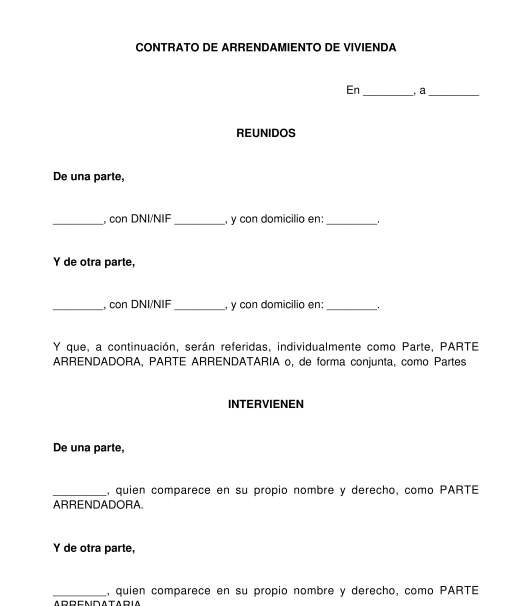 CONTRATO DE ARRENDAMIENTO DE VIVIENDA
En ________, a ________
REUNIDOS
De una parte,
________, con DNI/NIF ________, y con domicilio en: ________.
Y de otra parte,
________, con DNI/NIF ________, y con domicilio en: ________.
Y que, a continuación, serán referidas, individualmente como Parte, PARTE
ARRENDADORA, PARTE ARRENDATARIA o, de forma conjunta, como Partes
INTERVIENEN
De una parte,
________, quien comparece en su propio nombre y derecho, como PARTE
ARRENDADORA.
Y de otra parte,
________, quien comparece en su propio nombre y derecho, como PARTE
ARRENDATARIA